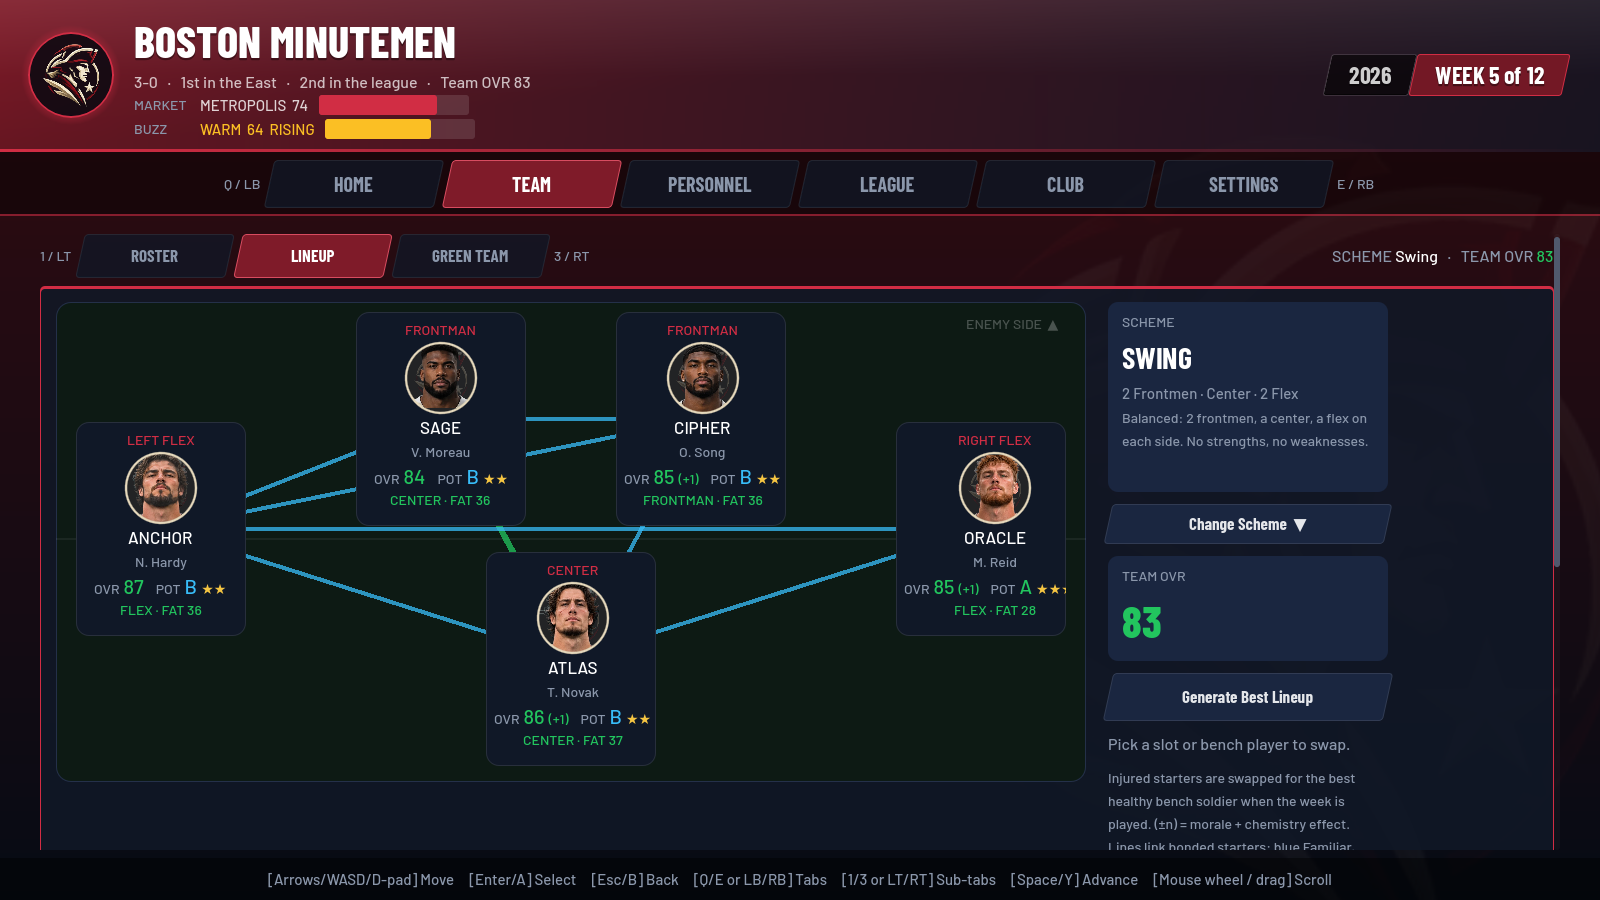 BOSTON MINUTEMEN
3-0 · 1st in the East · 2nd in the league · Team OVR 83
MARKET METROPOLIS 74
BUZZ WARM 64 RISING
2026 WEEK 5 of 12
Q / LB HOME TEAM PERSONNEL LEAGUE CLUB SETTINGS E / RB
1 / LT ROSTER LINEUP GREEN TEAM 3 / RT
SCHEME Swing · TEAM OVR 83
ENEMY SIDE ▲
FRONTMAN
SAGE
V. Moreau
OVR 84 POT B ★★
CENTER · FAT 36
FRONTMAN
CIPHER
O. Song
OVR 85 (+1) POT B ★★
FRONTMAN · FAT 36
LEFT FLEX
ANCHOR
N. Hardy
OVR 87 POT B ★★
FLEX · FAT 36
RIGHT FLEX
ORACLE
M. Reid
OVR 85 (+1) POT A ★★★
FLEX · FAT 28
CENTER
ATLAS
T. Novak
OVR 86 (+1) POT B ★★
CENTER · FAT 37
SCHEME
SWING
2 Frontmen · Center · 2 Flex
Balanced: 2 frontmen, a center, a flex on
each side. No strengths, no weaknesses.
Change Scheme ▼
TEAM OVR
83
Generate Best Lineup
Pick a slot or bench player to swap.
Injured starters are swapped for the best
healthy bench soldier when the week is
played. (±n) = morale + chemistry effect.
Lines link bonded starters: blue Familiar,
[Arrows/WASD/D-pad] Move [Enter/A] Select [Esc/B] Back [Q/E or LB/RB] Tabs [1/3 or LT/RT] Sub-tabs [Space/Y] Advance [Mouse wheel / drag] Scroll